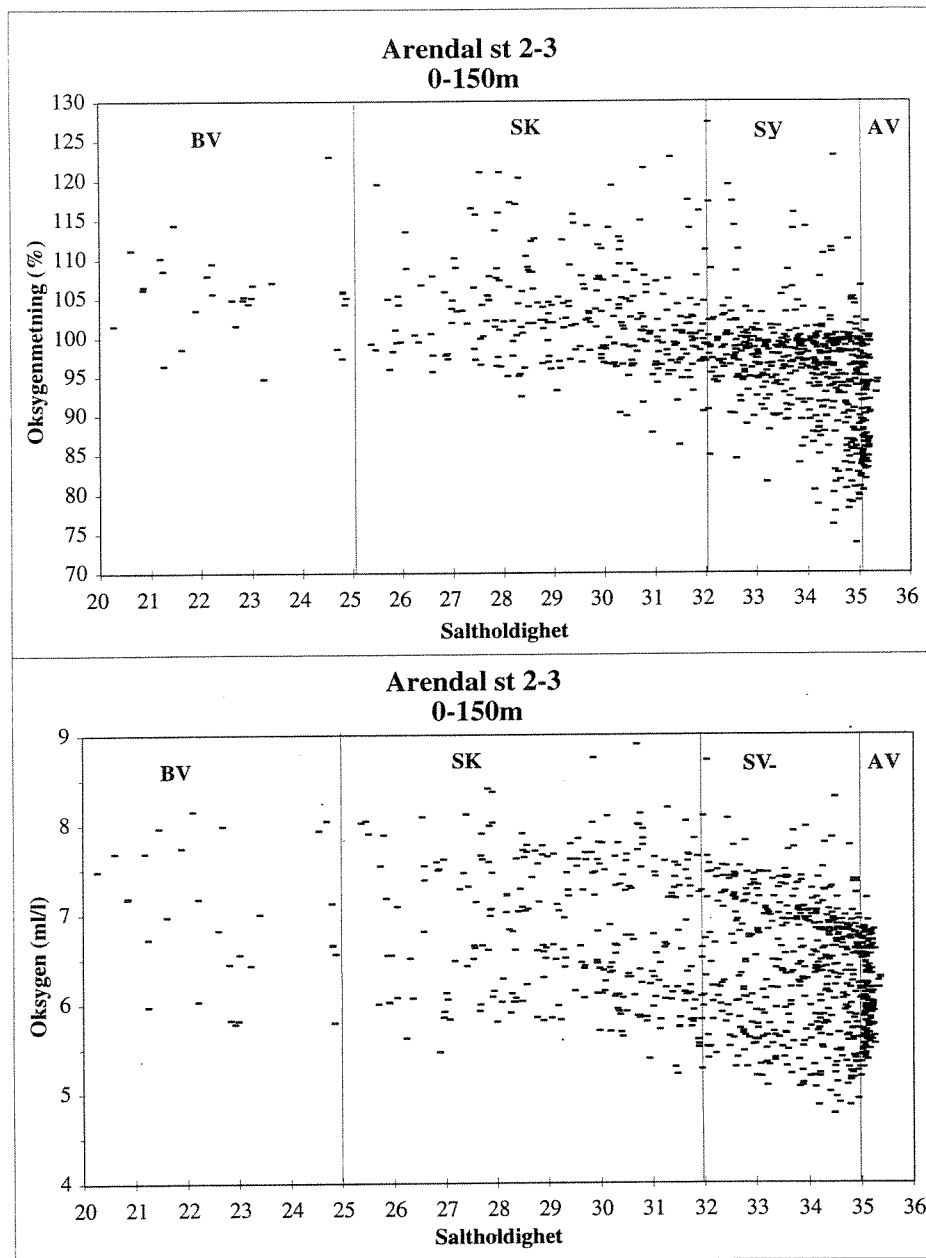 Arendal st 2-3
0-150m
130
125
120
115
110
105
100
95
90
85
80
75
70
Oksygenmetning (%)
BV SK SV AV
20 21 22 23 24 25 26 27 28 29 30 31 32 33 34 35 36
Saltholdighet
Arendal st 2-3
0-150m
9
8
7
6
5
4
Oksygen (ml/l)
BV SK SV AV
20 21 22 23 24 25 26 27 28 29 30 31 32 33 34 35 36
Saltholdighet